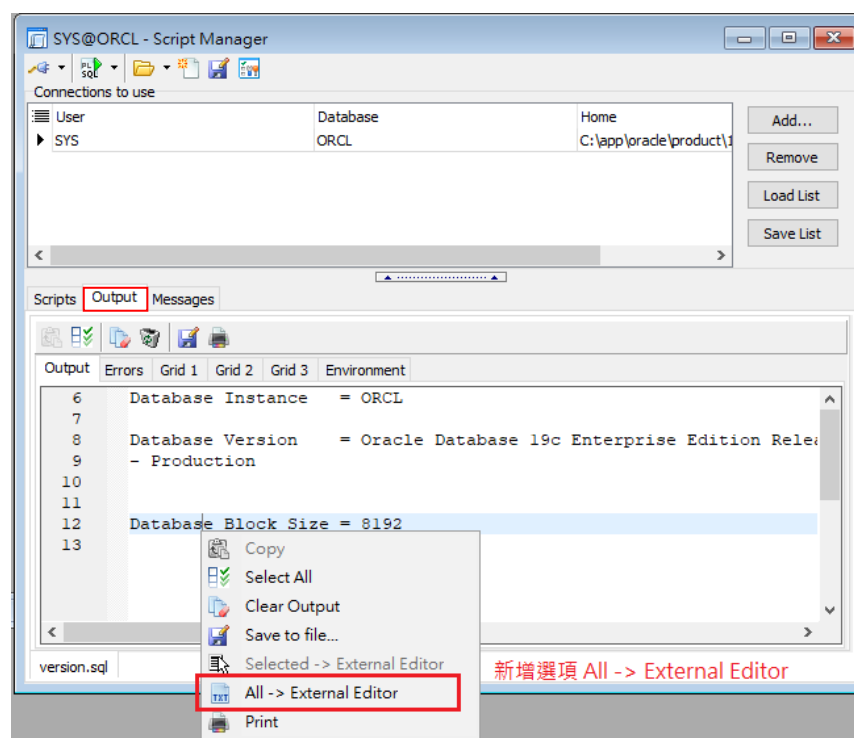 SYS@ORCL - Script Manager
PL SQL
Connections to use
User Database Home
SYS ORCL C:\app\oracle\product\1
Add...
Remove
Load List
Save List
Scripts Output Messages
Output Errors Grid 1 Grid 2 Grid 3 Environment
6 Database Instance = ORCL
7
8 Database Version = Oracle Database 19c Enterprise Edition Relea
9 - Production
10
11
12 Database Block Size = 8192
13
Copy
Select All
Clear Output
Save to file...
Selected -> External Editor
TXT All -> External Editor
Print
version.sql
新增選項 All -> External Editor